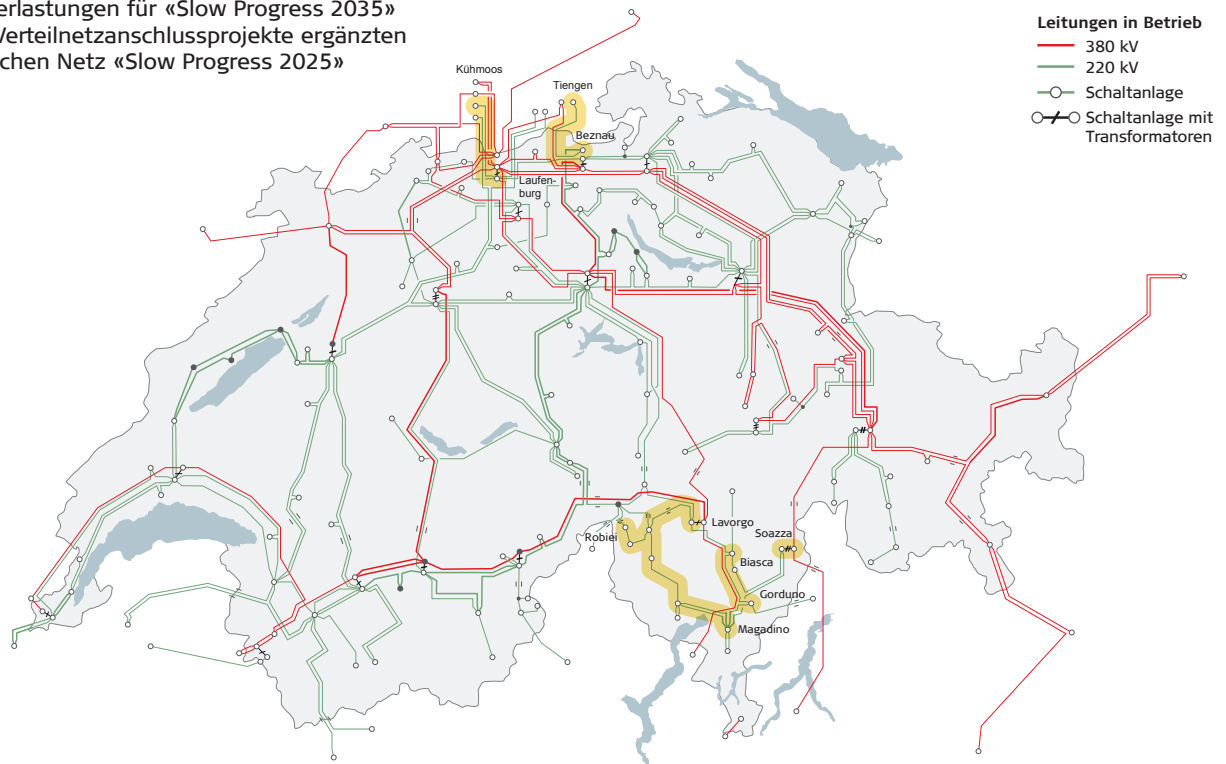 erlastungen für «Slow Progress 2035»
Verteilnetzanschlussprojekte ergänzten
chen Netz «Slow Progress 2025»
Leitungen in Betrieb
380 kV
220 kV
Schaltanlage
Schaltanlage mit
Transformatoren
Kühmoos
Tiengen
Beznau
Laufen-
burg
Lavorgo
Robiei
Soazza
Biasca
Gorduno
Magadino